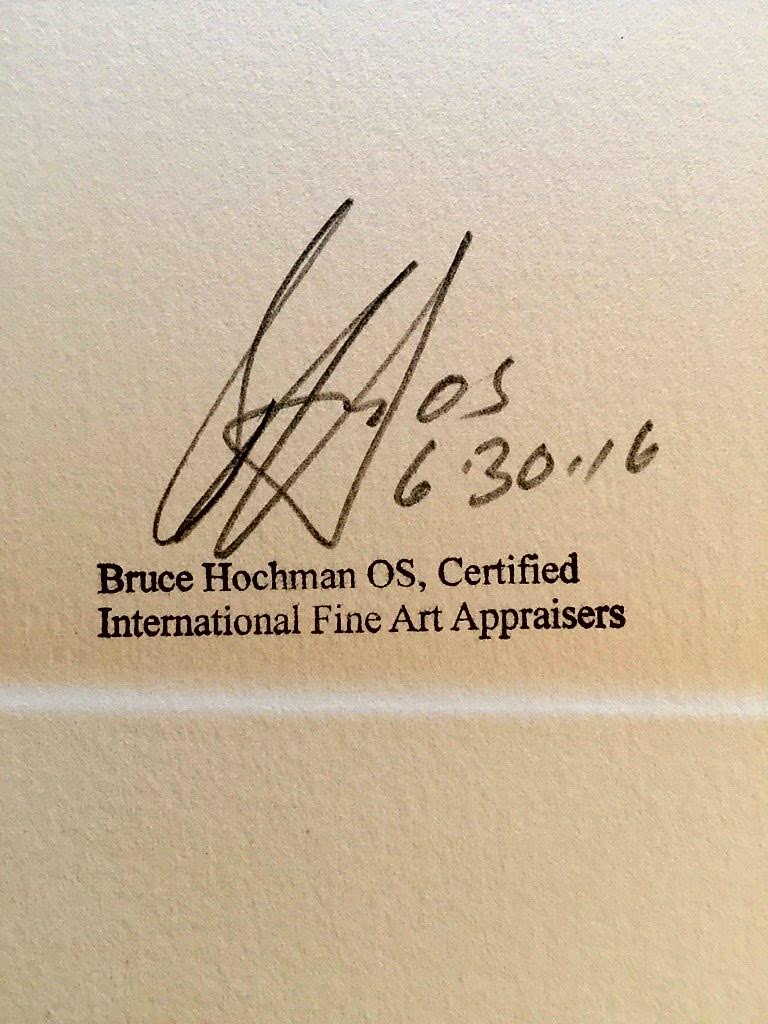 OS
6·30·16
Bruce Hochman OS, Certified
International Fine Art Appraisers